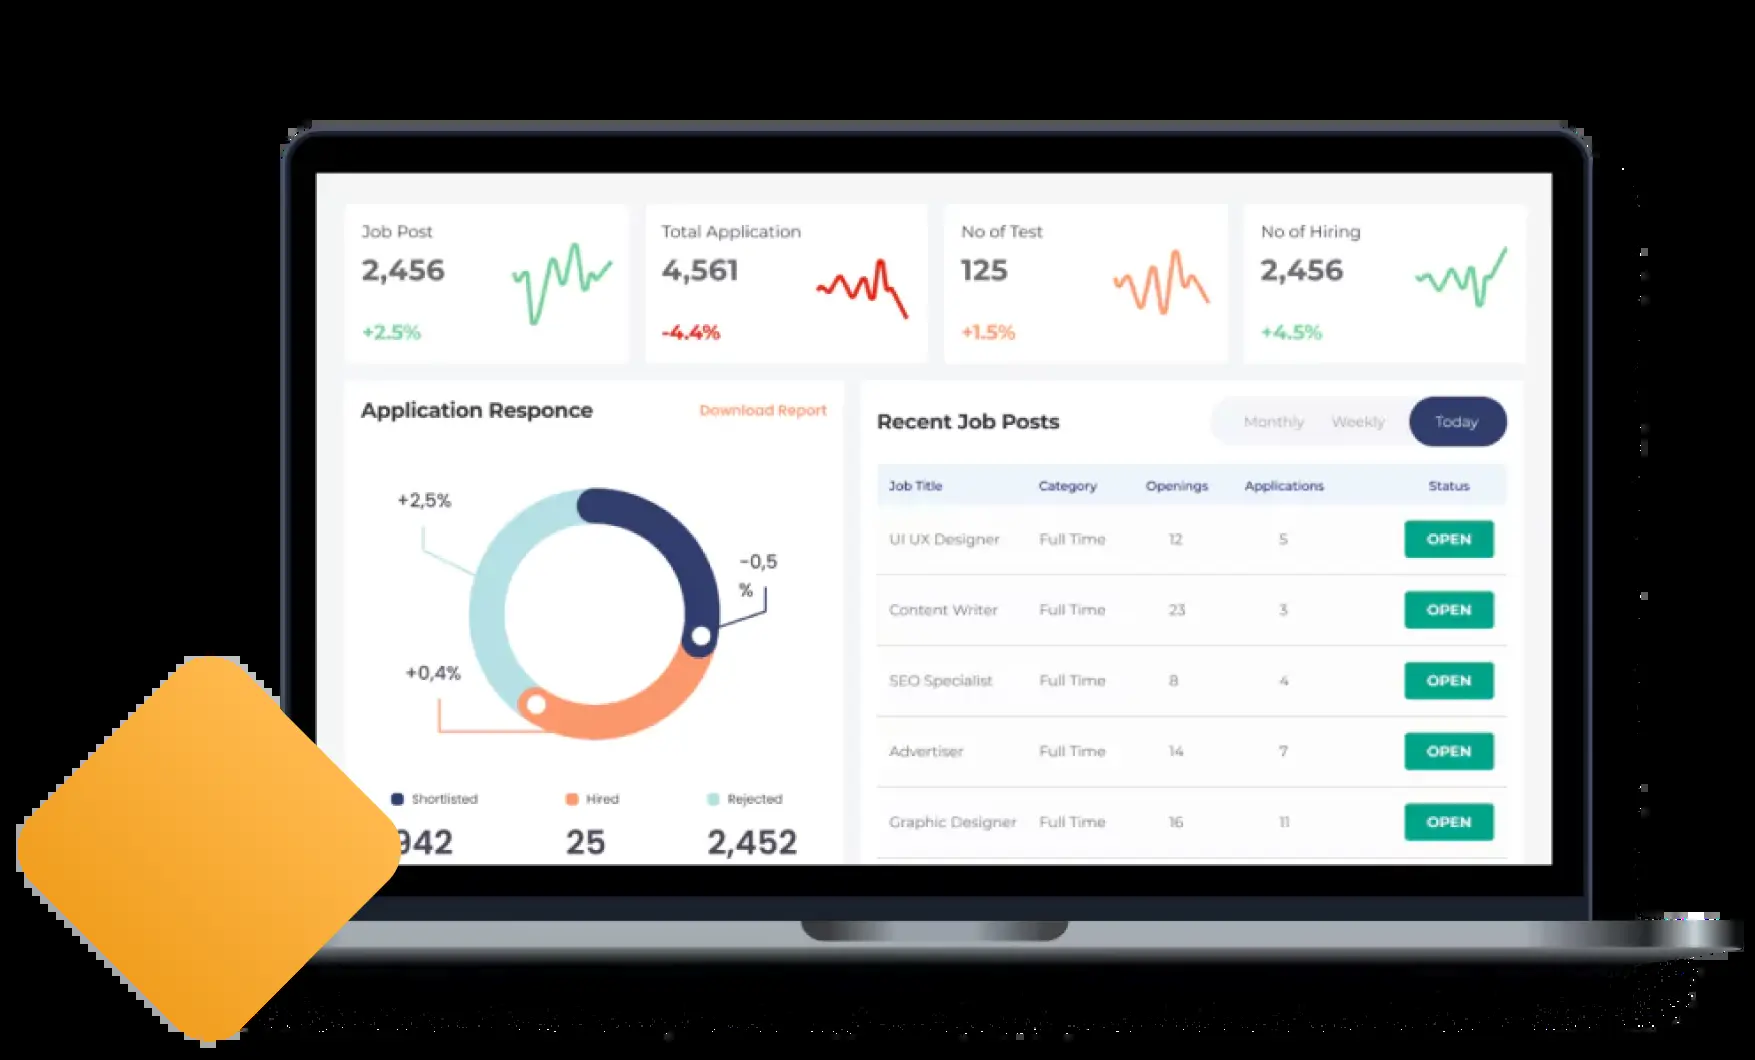 Job Post
2,456
+2.5%
Total Application
4,561
-4.4%
No of Test
125
+1.5%
No of Hiring
2,456
+4.5%
Application Responce
Download Report
+2,5%
-0,5
%
+0,4%
Shortlisted
Hired
Rejected
942
25
2,452
Recent Job Posts
Monthly
Weekly
Today
Job Title Category Openings Applications Status
UI UX Designer Full Time 12 5 OPEN
Content Writer Full Time 23 3 OPEN
SEO Specialist Full Time 8 4 OPEN
Advertiser Full Time 14 7 OPEN
Graphic Designer Full Time 16 11 OPEN